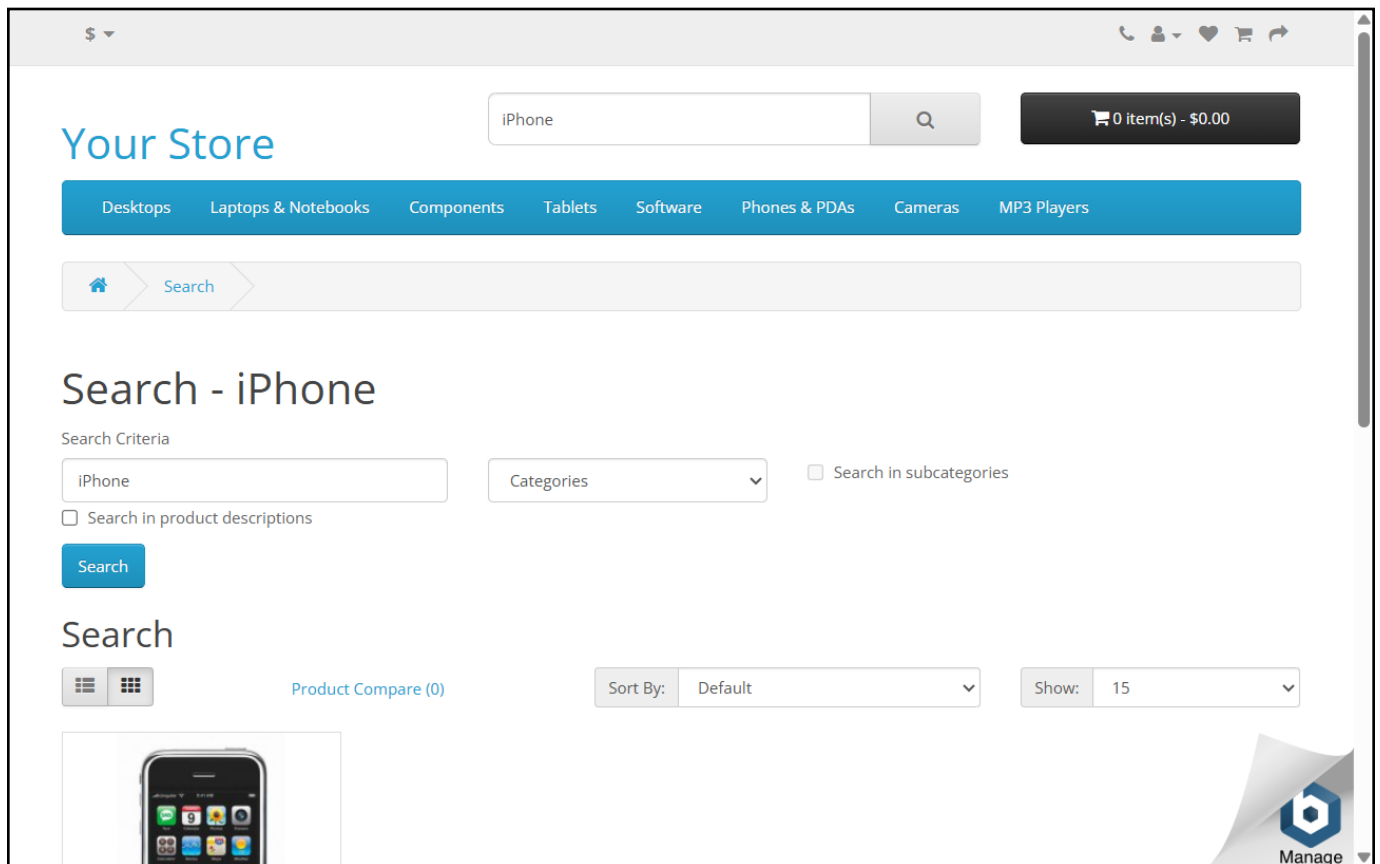 $
iPhone
0 item(s) - $0.00
Your Store
Desktops Laptops & Notebooks Components Tablets Software Phones & PDAs Cameras MP3 Players
Search
Search - iPhone
Search Criteria
iPhone
Categories
Search in subcategories
Search in product descriptions
Search
Search
Product Compare (0)
Sort By: Default
Show: 15
9
Manage